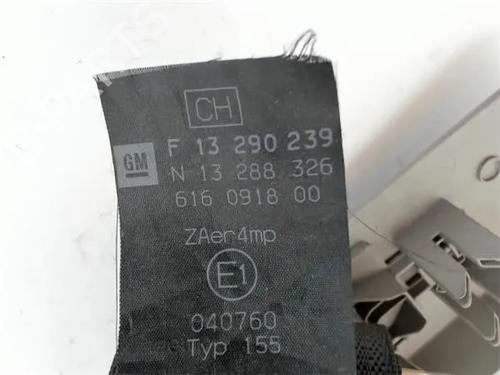 CH
GM F 13 290 239
N 13 288 326
616 0918 00
ZAer4mp
E1
040760
Typ 155